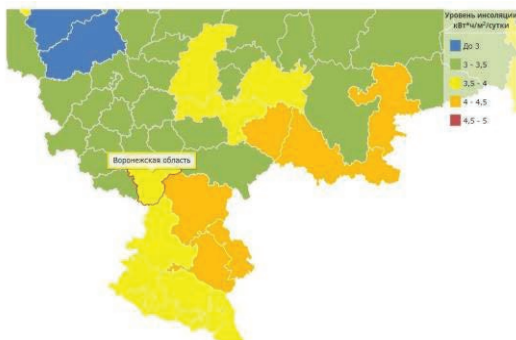 Уровень инсоляции
кВт*ч/м²/сутки
До 3
3 - 3,5
3,5 - 4
4 - 4,5
4,5 - 5
Воронежская область